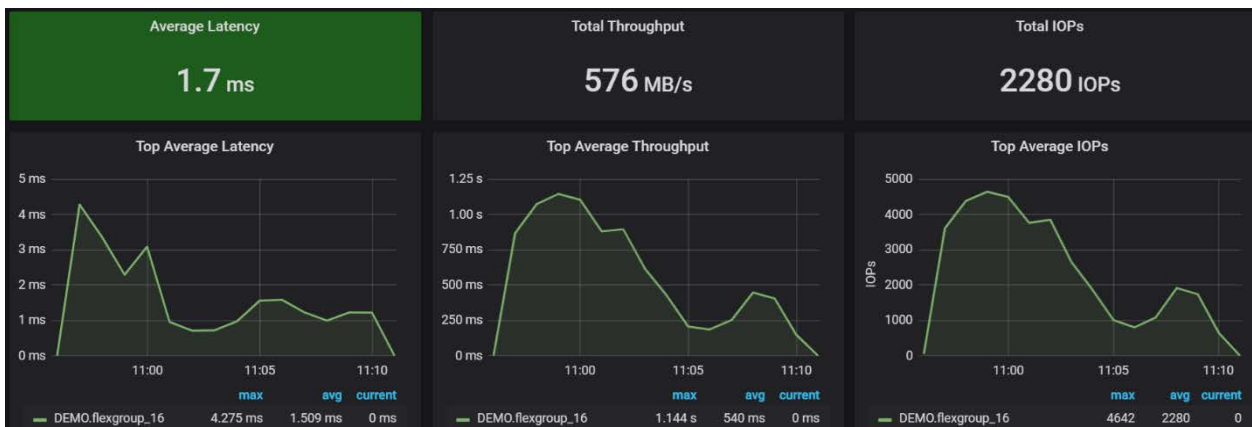 Average Latency
1.7 ms
Total Throughput
576 MB/s
Total IOPs
2280 IOPs
Top Average Latency
5 ms
4 ms
3 ms
2 ms
1 ms
0 ms
11:00 11:05 11:10
max avg current
DEMO.flexgroup_16 4.275 ms 1.509 ms 0 ms
Top Average Throughput
1.25 s
1.00 s
750 ms
500 ms
250 ms
0 ms
11:00 11:05 11:10
max avg current
DEMO.flexgroup_16 1.144 s 540 ms 0 ms
Top Average IOPs
IOPs
5000
4000
3000
2000
1000
0
11:00 11:05 11:10
max avg current
DEMO.flexgroup_16 4642 2280 0